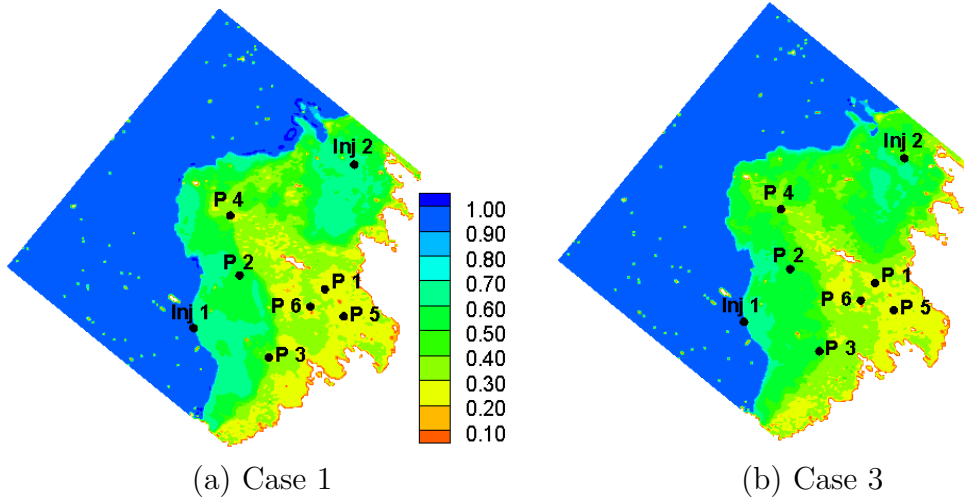 Inj 2
P 4
P 2
P 1
P 6
P 5
Inj 1
P 3
1.00
0.90
0.80
0.70
0.60
0.50
0.40
0.30
0.20
0.10
(a) Case 1
Inj 2
P 4
P 2
P 1
P 6
P 5
Inj 1
P 3
(b) Case 3